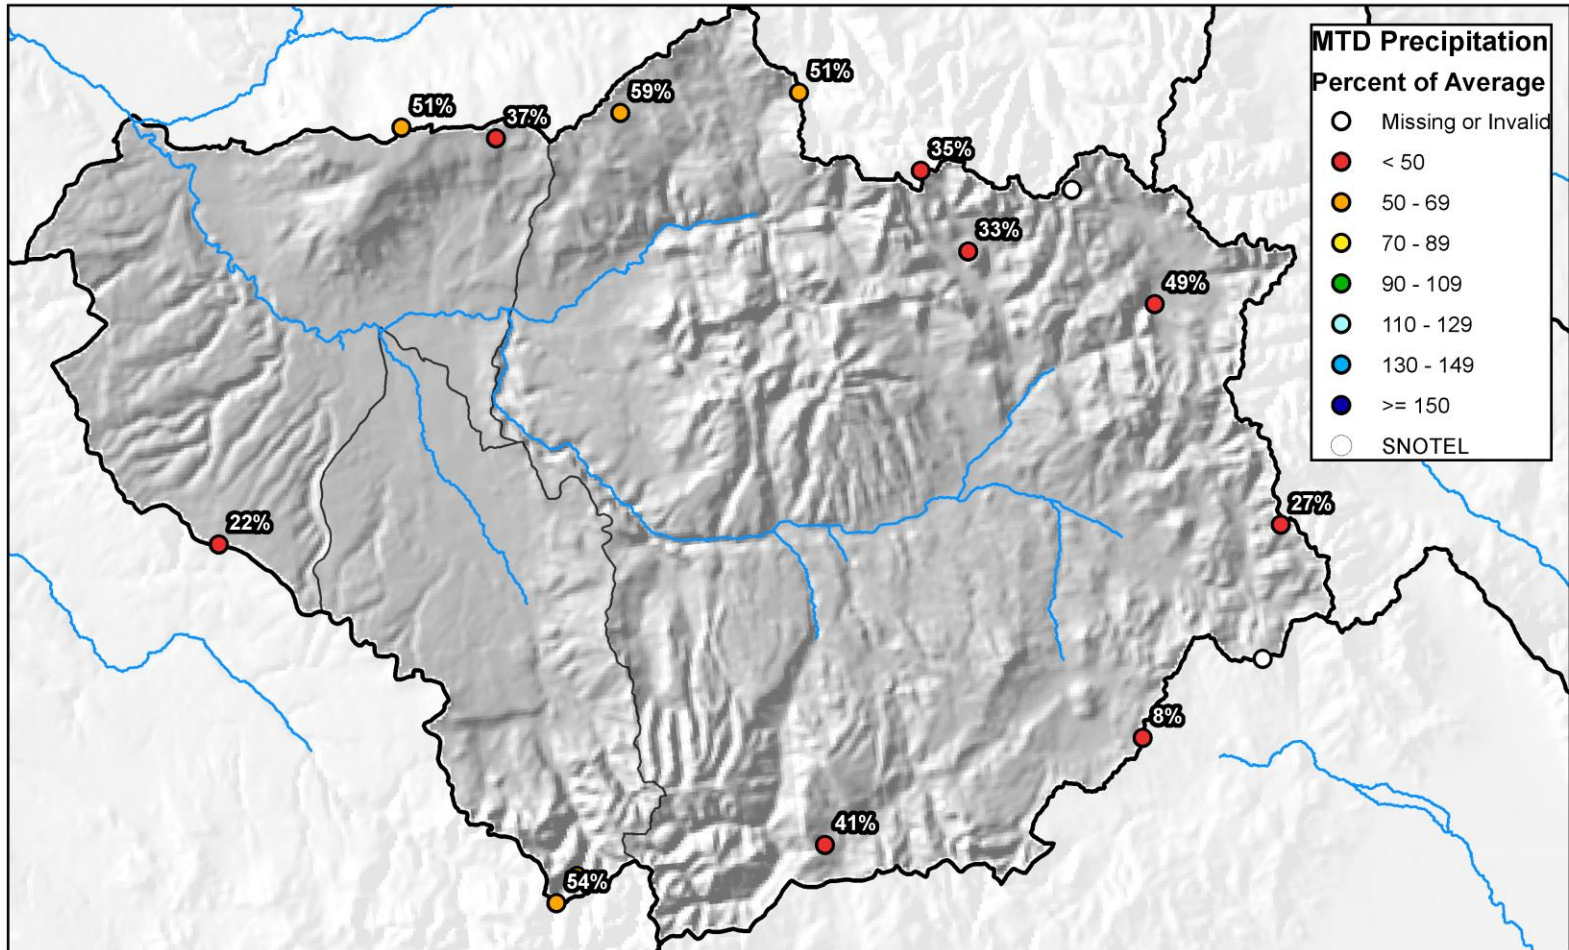 MTD Precipitation
Percent of Average
Missing or Invalid
< 50
50 - 69
70 - 89
90 - 109
110 - 129
130 - 149
>= 150
SNOTEL
51%
59%
51%
37%
35%
33%
49%
22%
27%
8%
41%
54%